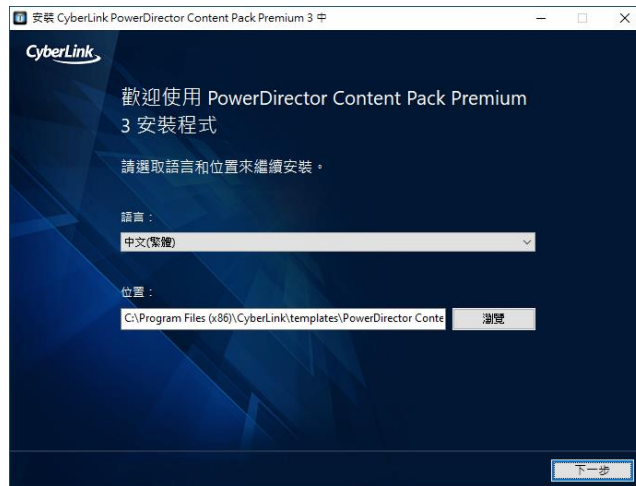 安裝 CyberLink PowerDirector Content Pack Premium 3 中
CyberLink
歡迎使用 PowerDirector Content Pack Premium
3 安裝程式
請選取語言和位置來繼續安裝。
語言：
中文(繁體)
位置：
C:\Program Files (x86)\CyberLink\templates\PowerDirector Conte
瀏覽
下一步